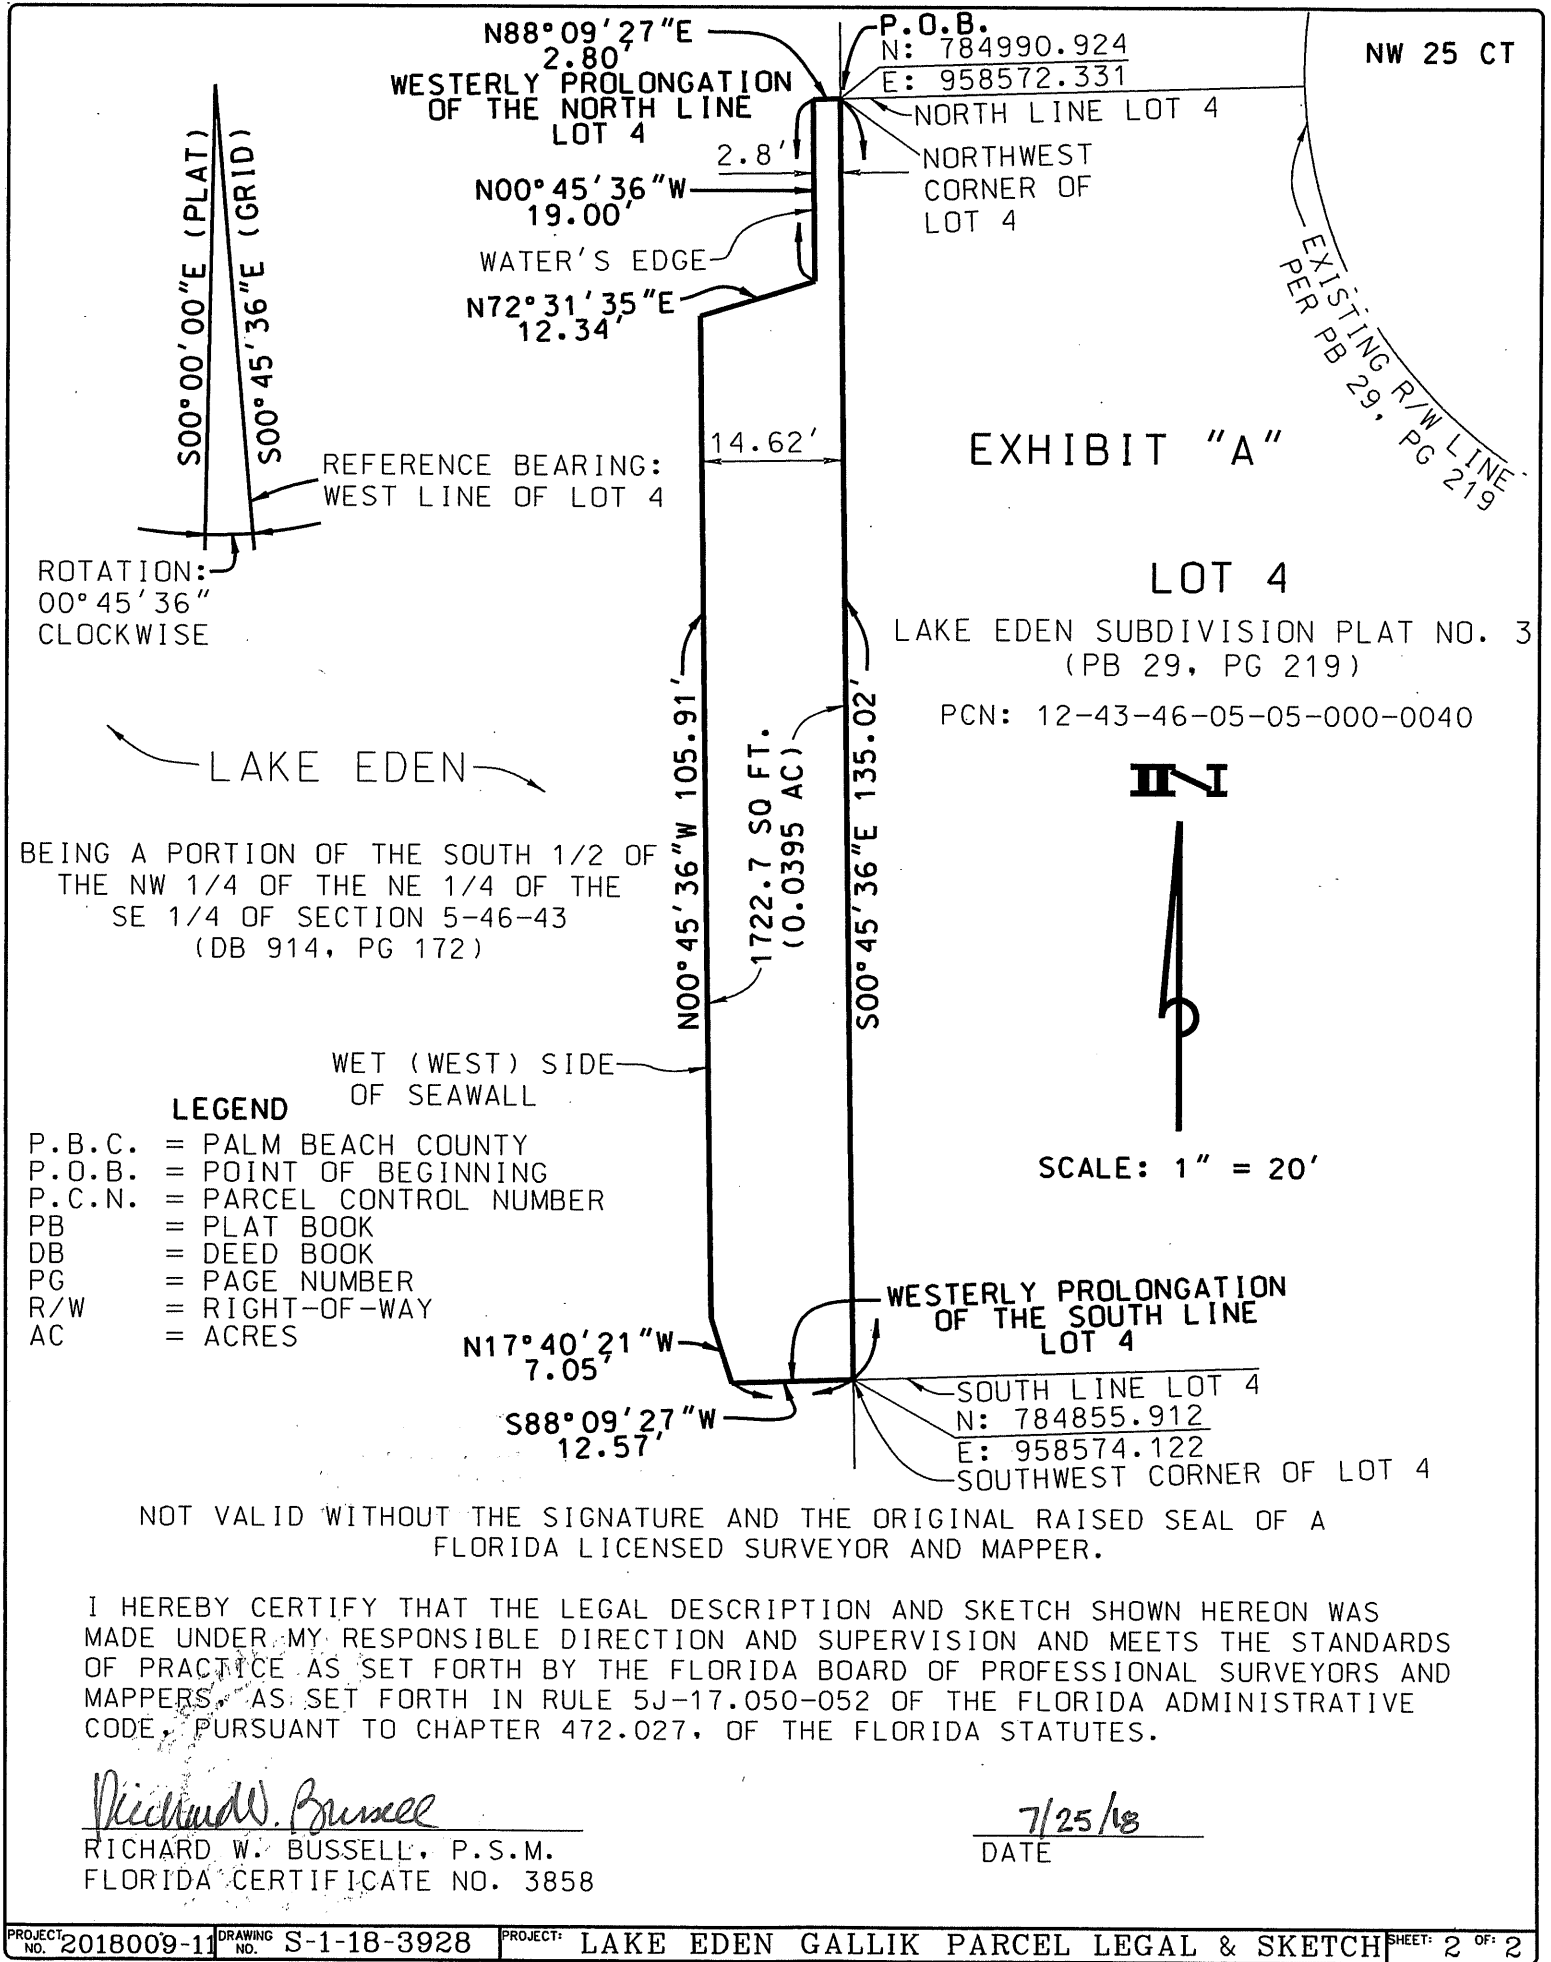 N88°09'27"E
2.80'
WESTERLY PROLONGATION
OF THE NORTH LINE
LOT 4
P.O.B.
N: 784990.924
E: 958572.331
NORTH LINE LOT 4
NW 25 CT
2.8'
NORTHWEST
CORNER OF
LOT 4
N00°45'36"W
19.00'
WATER'S EDGE
N72°31'35"E
12.34'
S00°00'00"E (PLAT)
S00°45'36"E (GRID)
EXISTING R/W LINE
PER PB 29, PG 219
14.62'
EXHIBIT "A"
REFERENCE BEARING:
WEST LINE OF LOT 4
ROTATION:
00°45'36"
CLOCKWISE
LOT 4
LAKE EDEN SUBDIVISION PLAT NO. 3
(PB 29, PG 219)
PCN: 12-43-46-05-05-000-0040
LAKE EDEN
N00°45'36"W 105.91'
1722.7 SQ FT.
(0.0395 AC)
S00°45'36"E 135.02'
BEING A PORTION OF THE SOUTH 1/2 OF
THE NW 1/4 OF THE NE 1/4 OF THE
SE 1/4 OF SECTION 5-46-43
(DB 914, PG 172)
WET (WEST) SIDE
OF SEAWALL
SCALE: 1" = 20'
LEGEND
P.B.C. = PALM BEACH COUNTY
P.O.B. = POINT OF BEGINNING
P.C.N. = PARCEL CONTROL NUMBER
PB = PLAT BOOK
DB = DEED BOOK
PG = PAGE NUMBER
R/W = RIGHT-OF-WAY
AC = ACRES
N17°40'21"W
7.05'
WESTERLY PROLONGATION
OF THE SOUTH LINE
LOT 4
S88°09'27"W
12.57'
SOUTH LINE LOT 4
N: 784855.912
E: 958574.122
SOUTHWEST CORNER OF LOT 4
NOT VALID WITHOUT THE SIGNATURE AND THE ORIGINAL RAISED SEAL OF A
FLORIDA LICENSED SURVEYOR AND MAPPER.
I HEREBY CERTIFY THAT THE LEGAL DESCRIPTION AND SKETCH SHOWN HEREON WAS
MADE UNDER MY RESPONSIBLE DIRECTION AND SUPERVISION AND MEETS THE STANDARDS
OF PRACTICE AS SET FORTH BY THE FLORIDA BOARD OF PROFESSIONAL SURVEYORS AND
MAPPERS, AS SET FORTH IN RULE 5J-17.050-052 OF THE FLORIDA ADMINISTRATIVE
CODE, PURSUANT TO CHAPTER 472.027, OF THE FLORIDA STATUTES.
Richard W. Bussell
7/25/18
RICHARD W. BUSSELL, P.S.M.
DATE
FLORIDA CERTIFICATE NO. 3858
PROJECT NO. 2018009-11 DRAWING NO. S-1-18-3928 PROJECT: LAKE EDEN GALLIK PARCEL LEGAL & SKETCH SHEET: 2 OF: 2